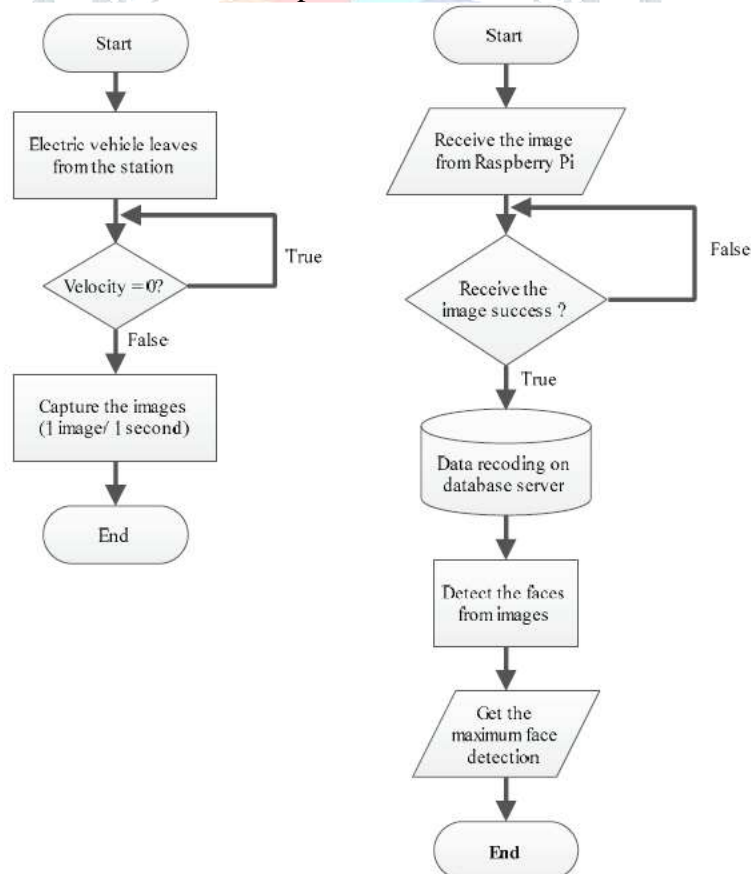 Start
Electric vehicle leaves
from the station
Velocity = 0?
True
False
Capture the images
(1 image/ 1 second)
End
Start
Receive the image
from Raspberry Pi
Receive the
image success ?
False
True
Data recoding on
database server
Detect the faces
from images
Get the
maximum face
detection
End